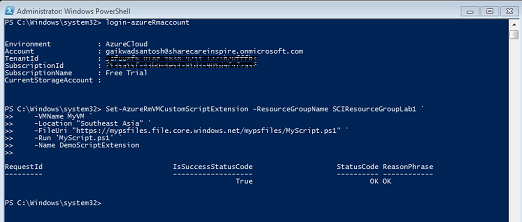 Administrator: Windows PowerShell
PS C:\Windows\system32> login-azureRmaccount
Environment : AzureCloud
Account : gaikwadsantosh@sharecareinspire.onmicrosoft.com
TenantId :
SubscriptionId :
SubscriptionName : Free Trial
CurrentStorageAccount :
PS C:\Windows\system32> Set-AzureRmVMCustomScriptExtension -ResourceGroupName SCIResourceGroupLab1 `
>> -VMName MyVM `
>> -Location "Southeast Asia" `
>> -FileUri "https://mypsfiles.file.core.windows.net/mypsfiles/MyScript.ps1" `
>> -Run 'MyScript.ps1' `
>> -Name DemoScriptExtension
>>
RequestId IsSuccessStatusCode StatusCode ReasonPhrase
--------- ------------------- ---------- ------------
True OK OK
PS C:\Windows\system32>